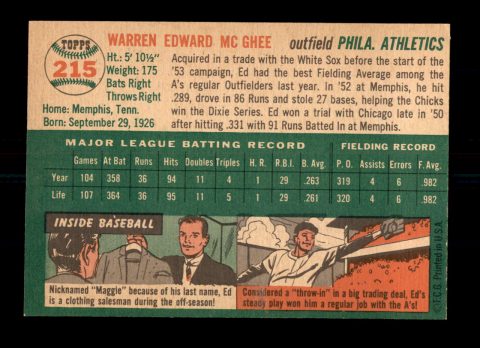 TOPPS
215
WARREN EDWARD MC GHEE outfield PHILA. ATHLETICS
Ht.: 5' 10½"
Weight: 175
Bats Right
Throws Right
Home: Memphis, Tenn.
Born: September 29, 1926
Acquired in a trade with the White Sox before the start of the
'53 campaign, Ed had the best Fielding Average among the A's
regular Outfielders last year. In '52 at Memphis, he hit
.289, drove in 86 Runs and stole 27 bases, helping the Chicks
win the Dixie Series. Ed won a trial with Chicago late in '50
after hitting .331 with 91 Runs Batted In at Memphis.
MAJOR LEAGUE BATTING RECORD FIELDING RECORD
Games At Bat Runs Hits Doubles Triples H. R. R.B.I. B. Avg. P. O. Assists Errors F. Avg.
Year 104 358 36 94 11 4 1 29 .263 319 4 6 .982
Life 107 364 36 95 11 4 1 29 .261 320 4 6 .982
INSIDE BASEBALL
Nicknamed "Maggie" because of his last name, Ed
is a clothing salesman during the off-season!
Considered a "throw-in" in a big trading deal, Ed's
steady play won him a regular job with the A's!
© T. C. G. Printed in U.S.A.